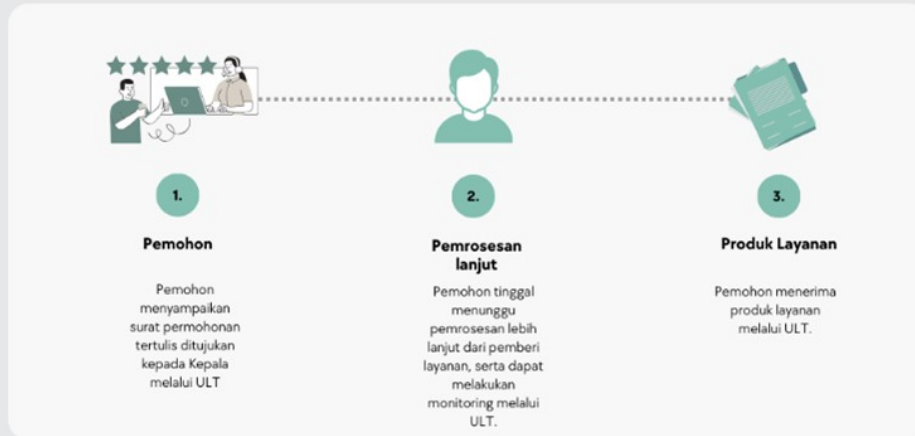 1.
Pemohon
Pemohon
menyampaikan
surat permohonan
tertulis ditujukan
kepada Kepala
melalui ULT
2.
Pemrosesan
lanjut
Pemohon tinggal
menunggu
pemrosesan lebih
lanjut dari pemberi
layanan, serta dapat
melakukan
monitoring melalui
ULT.
3.
Produk Layanan
Pemohon menerima
produk layanan
melalui ULT.